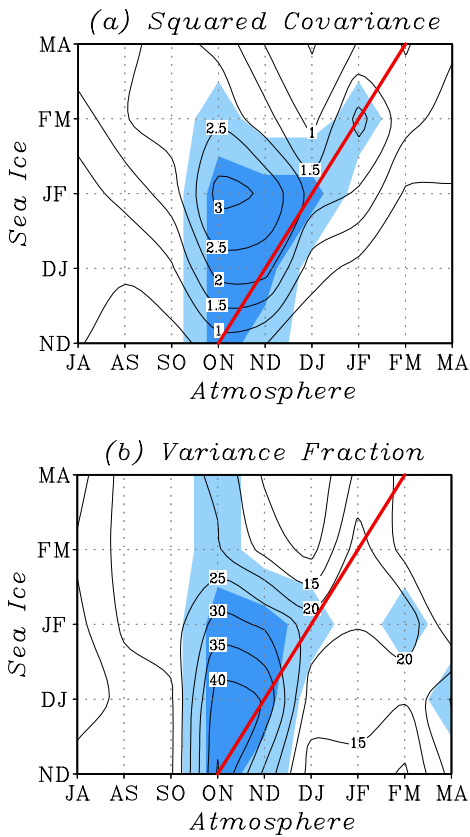 (a) Squared Covariance
MA
FM
JF
DJ
ND
Sea Ice
2.5
1
1.5
3
2.5
2
1.5
1
JA AS SO ON ND DJ JF FM MA
Atmosphere
(b) Variance Fraction
MA
FM
JF
DJ
ND
Sea Ice
25
15
30
20
35
20
40
15
JA AS SO ON ND DJ JF FM MA
Atmosphere